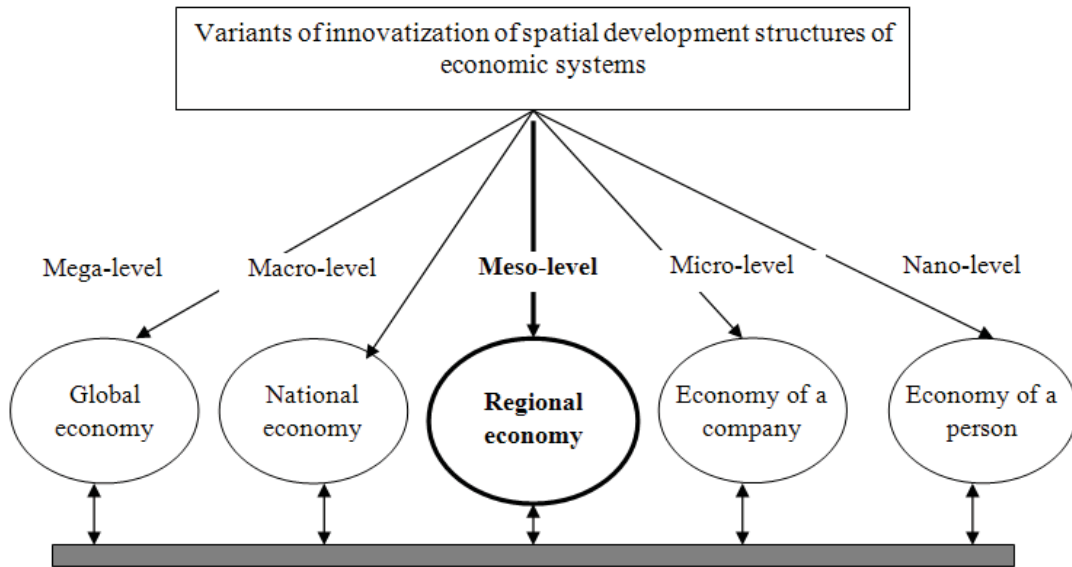 Variants of innovatization of spatial development structures of
economic systems
Mega-level
Macro-level
Meso-level
Micro-level
Nano-level
Global
economy
National
economy
Regional
economy
Economy of a
company
Economy of a
person